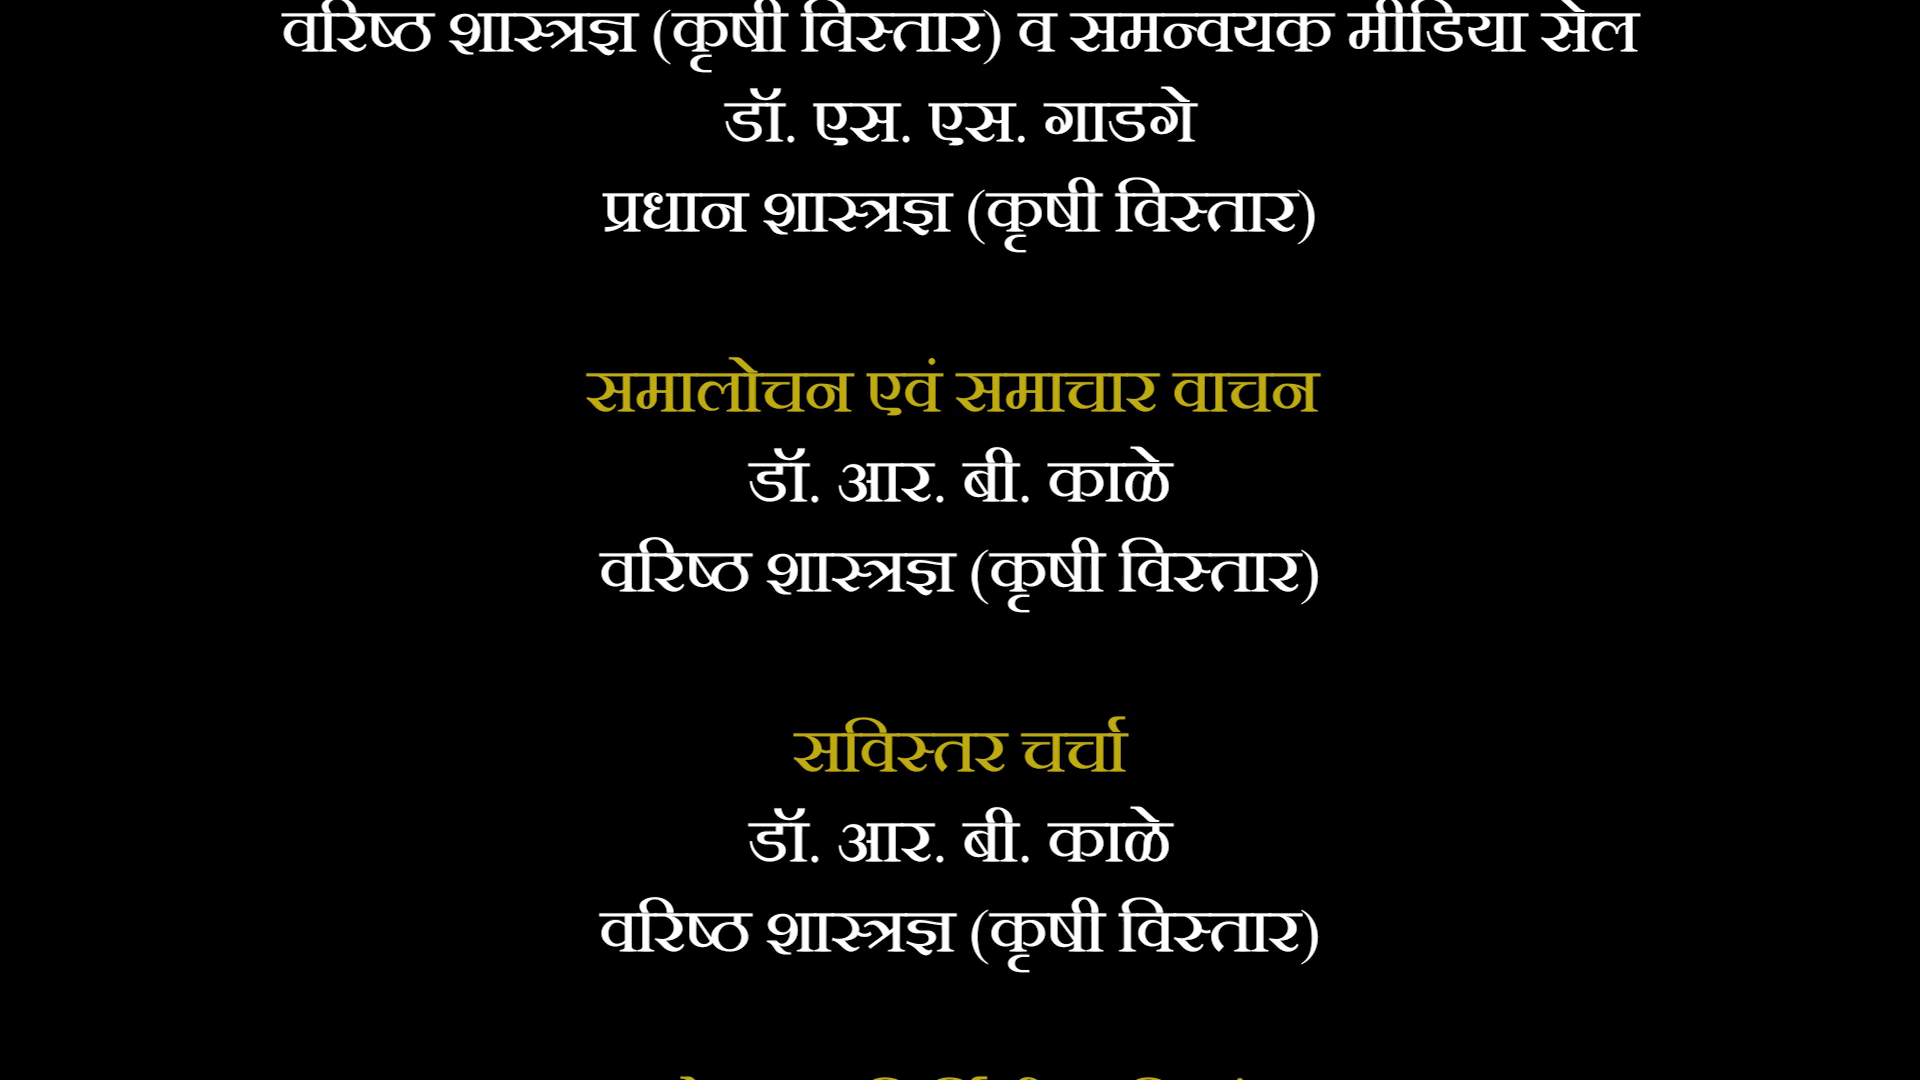 वरिष्ठ शास्त्रज्ञ (कृषी विस्तार) व समन्वयक मीडिया सेल
डॉ. एस. एस. गाडगे
प्रधान शास्त्रज्ञ (कृषी विस्तार)
समालोचन एवं समाचार वाचन
डॉ. आर. बी. काळे
वरिष्ठ शास्त्रज्ञ (कृषी विस्तार)
सविस्तर चर्चा
डॉ. आर. बी. काळे
वरिष्ठ शास्त्रज्ञ (कृषी विस्तार)